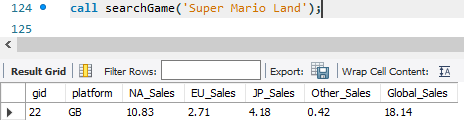 124 call searchGame('Super Mario Land');
125
Result Grid Filter Rows: Export: Wrap Cell Content: IA
gid platform NA_Sales EU_Sales JP_Sales Other_Sales Global_Sales
22 GB 10.83 2.71 4.18 0.42 18.14